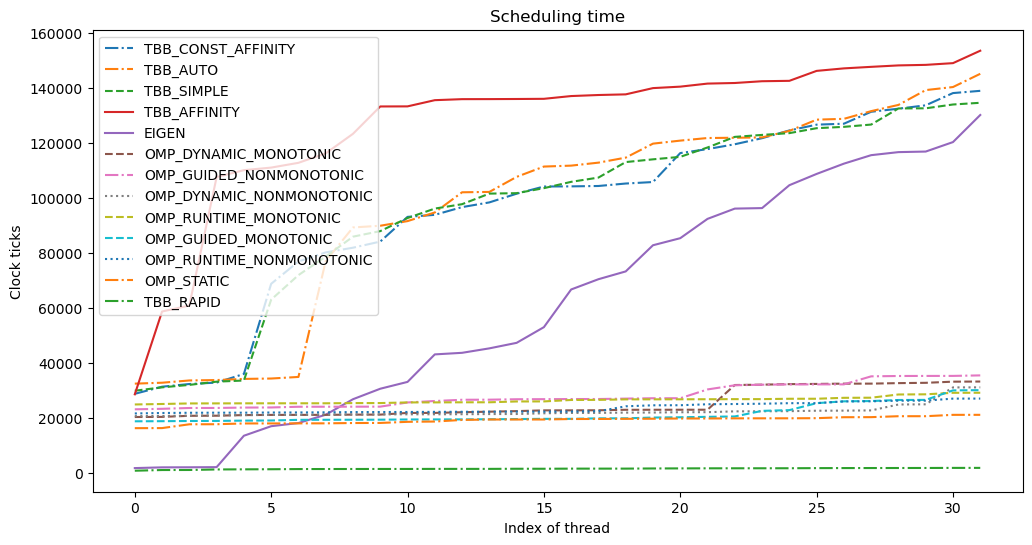 Scheduling time
160000
140000
120000
100000
80000
60000
40000
20000
0
Clock ticks
TBB_CONST_AFFINITY
TBB_AUTO
TBB_SIMPLE
TBB_AFFINITY
EIGEN
OMP_DYNAMIC_MONOTONIC
OMP_GUIDED_NONMONOTONIC
OMP_DYNAMIC_NONMONOTONIC
OMP_RUNTIME_MONOTONIC
OMP_GUIDED_MONOTONIC
OMP_RUNTIME_NONMONOTONIC
OMP_STATIC
TBB_RAPID
0 5 10 15 20 25 30
Index of thread